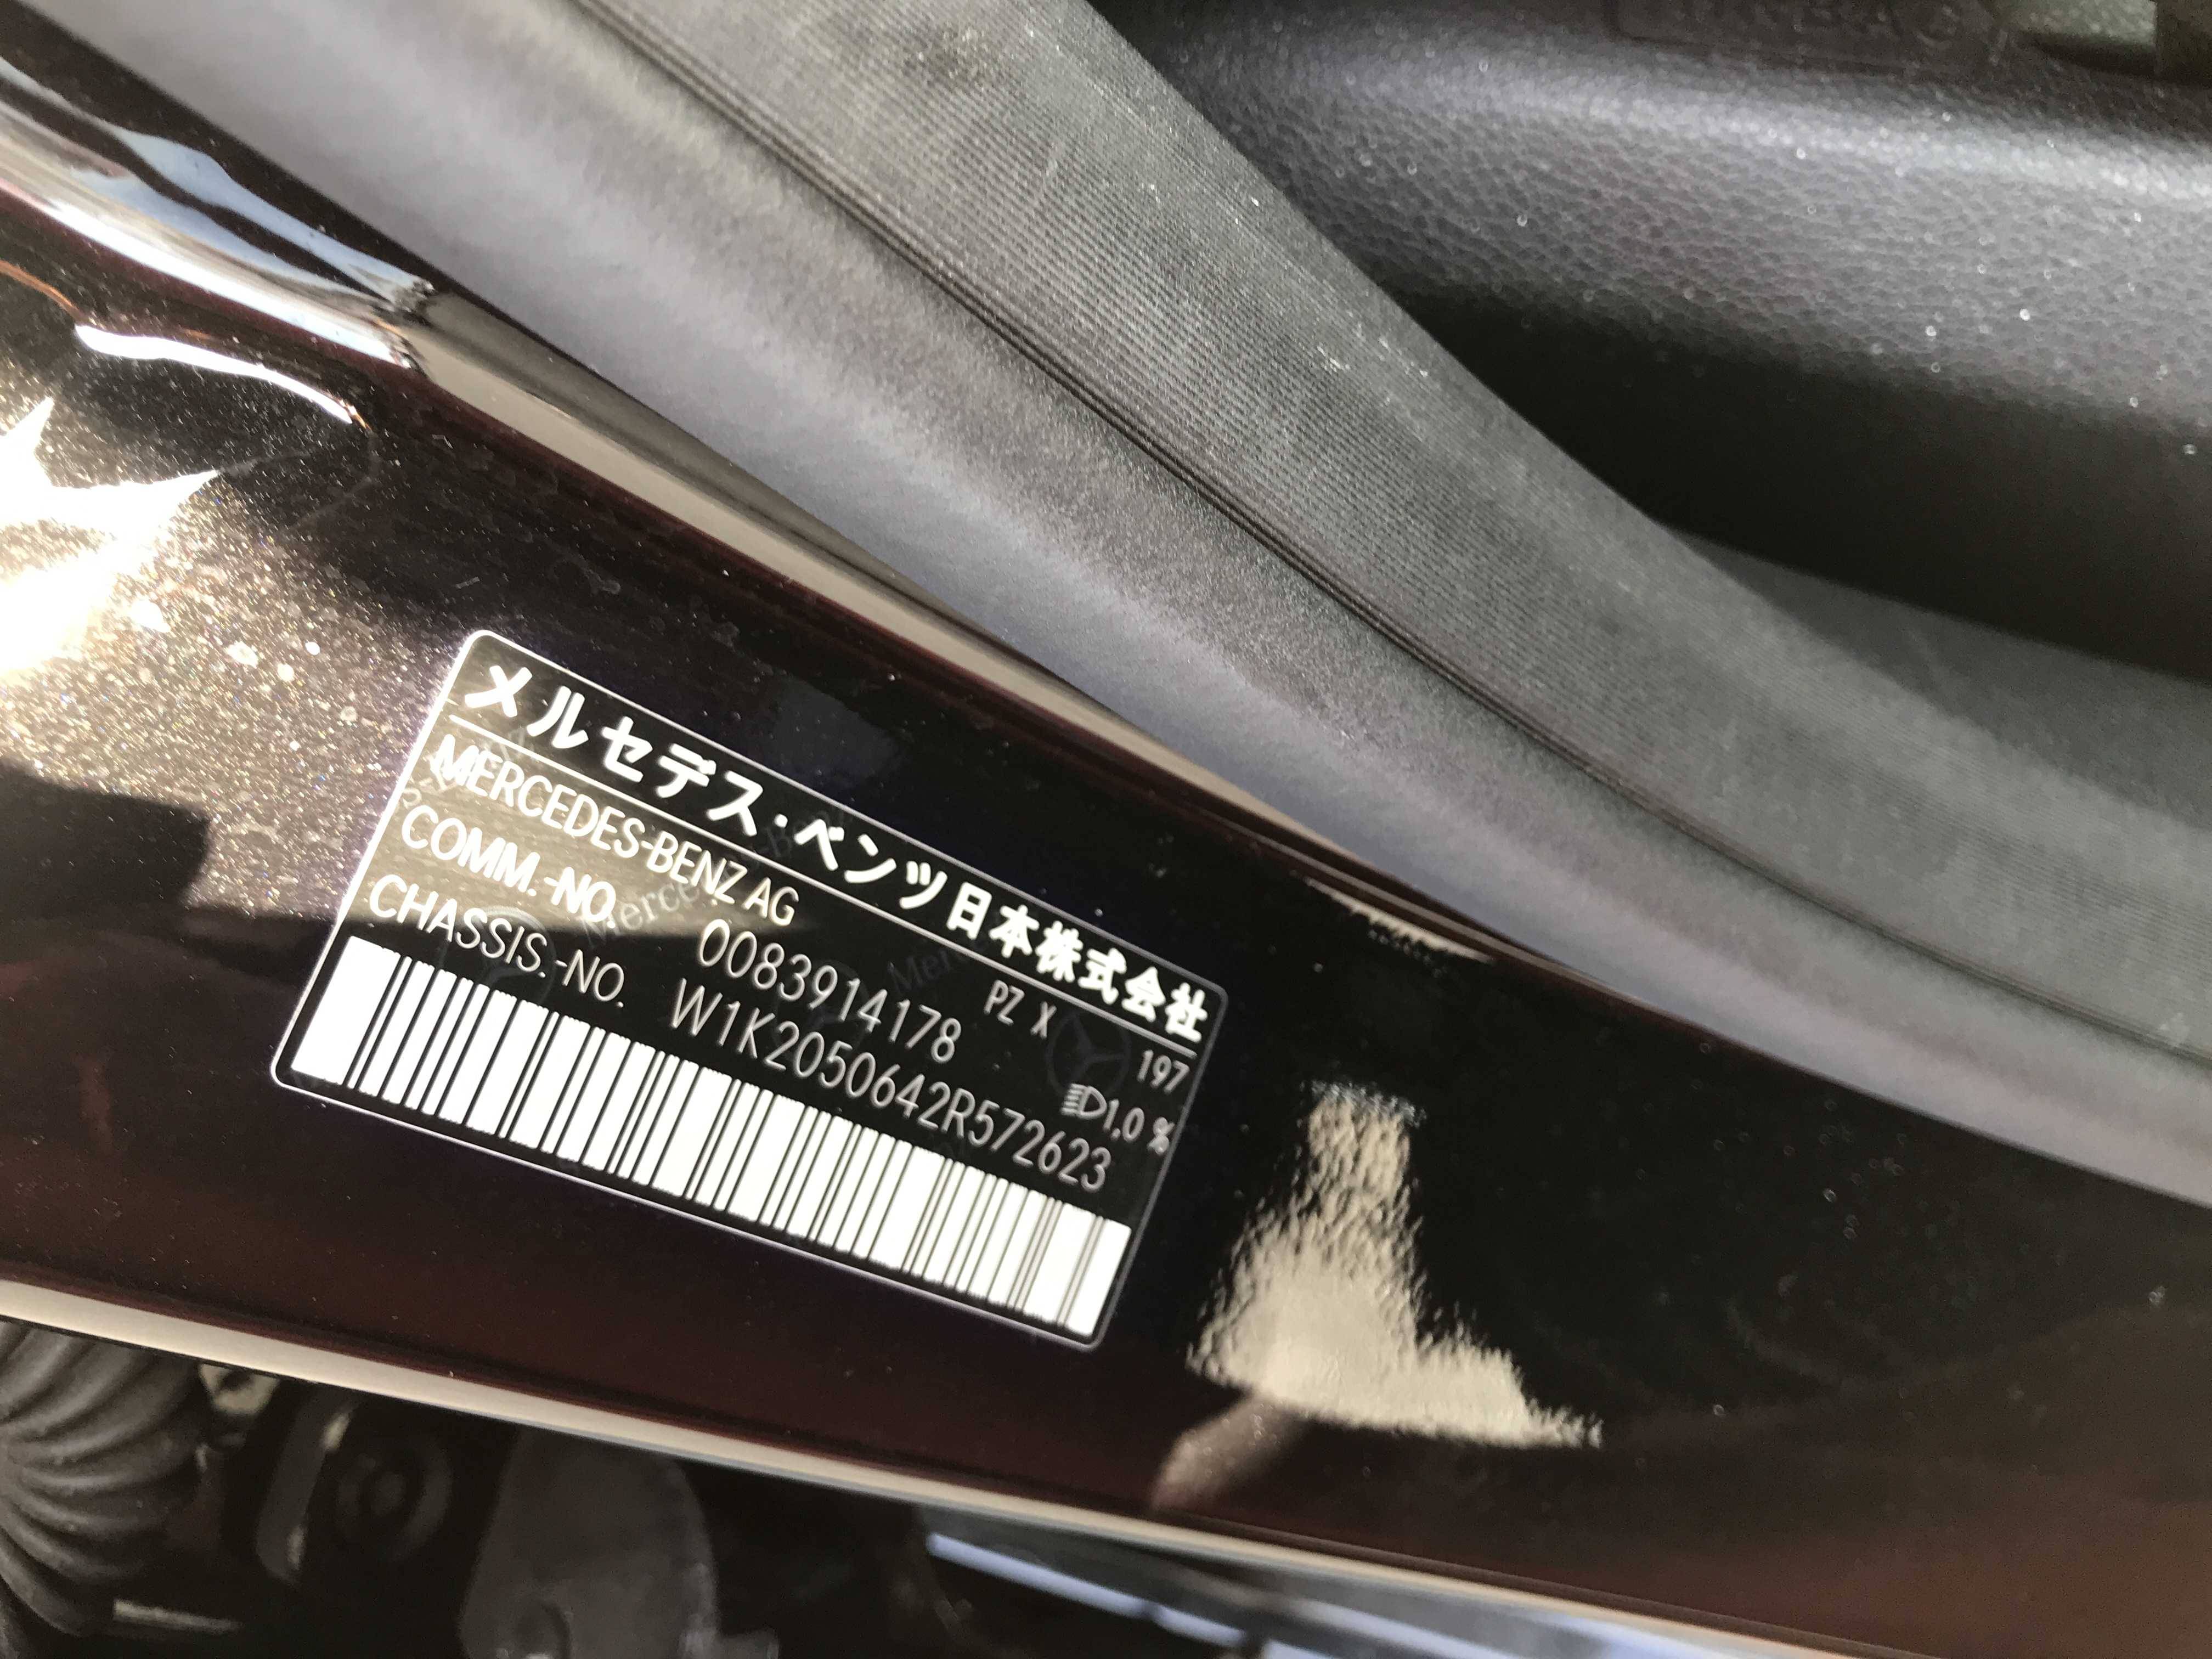 メルセデス・ベンツ日本株式会社
MERCEDES-BENZ AG PZ X 197
COMM.-NO. 0083914178 1,0 %
CHASSIS.-NO. W1K2050642R572623